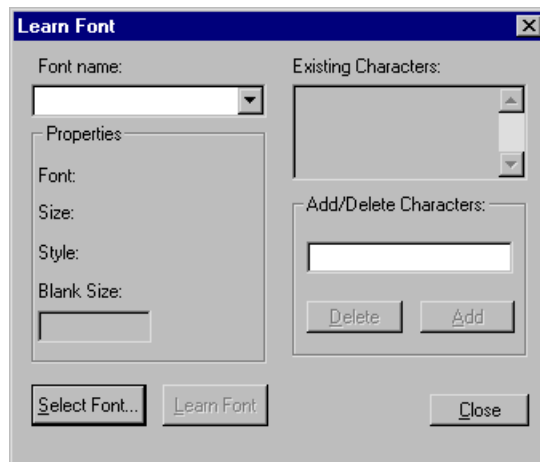 Learn Font
Font name:
Properties
Font:
Size:
Style:
Blank Size:
Existing Characters:
Add/Delete Characters:
Delete Add
Select Font... Learn Font
Close